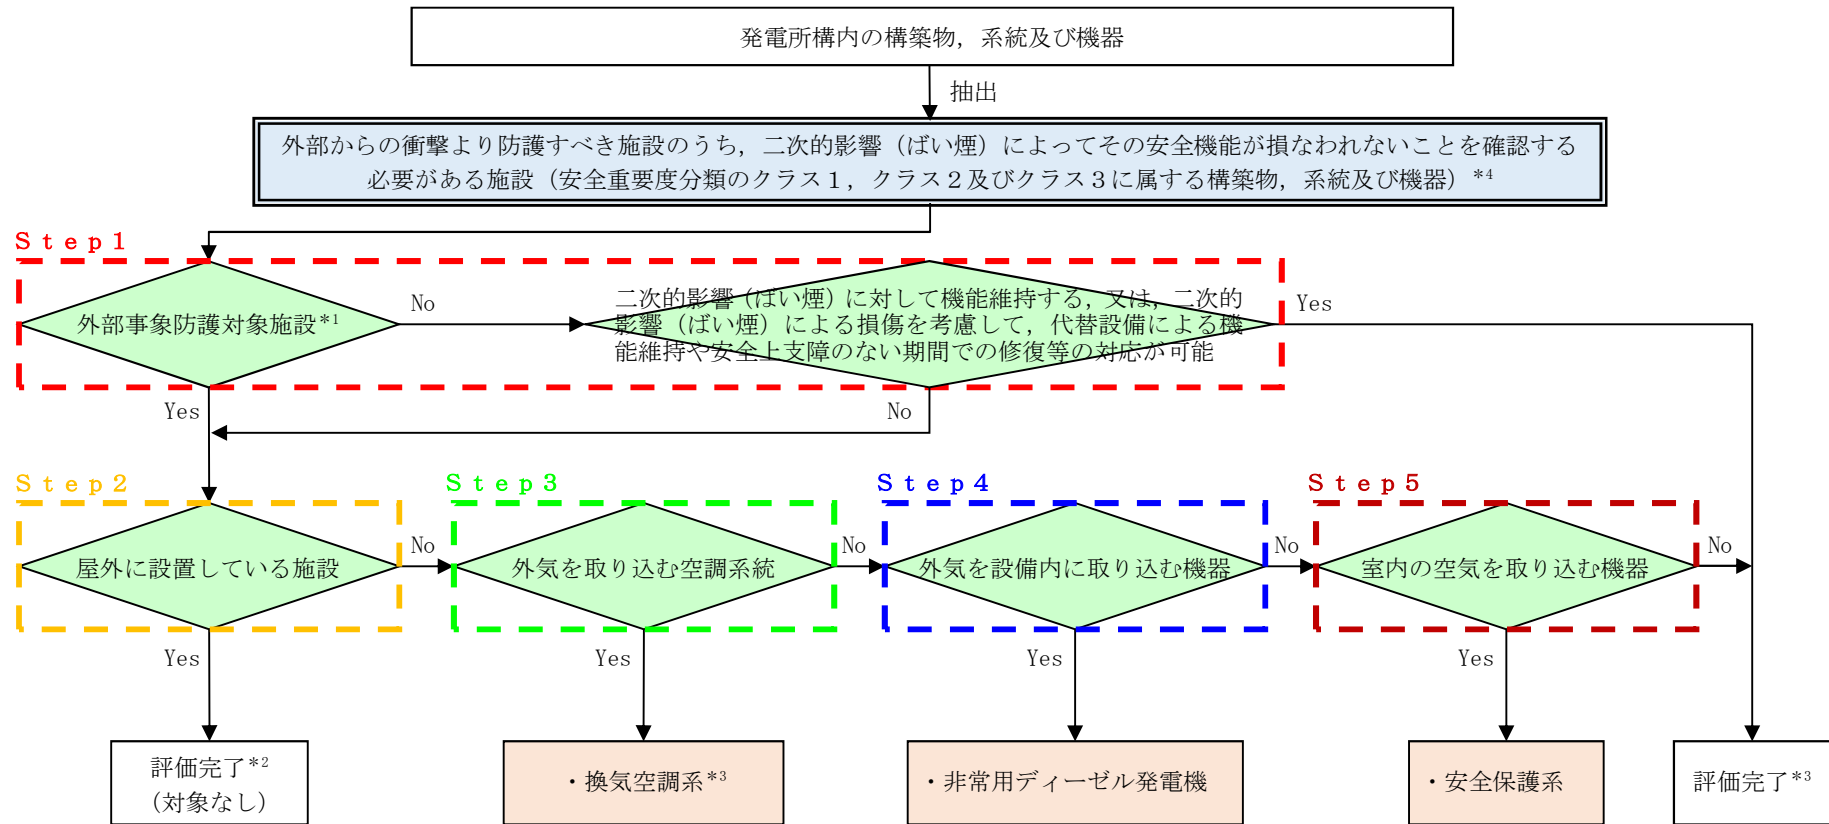 発電所構内の構築物，系統及び機器
抽出
外部からの衝撃より防護すべき施設のうち，二次的影響（ばい煙）によってその安全機能が損なわれないことを確認する
必要がある施設（安全重要度分類のクラス１，クラス２及びクラス３に属する構築物，系統及び機器）*4
Ｓｔｅｐ１
外部事象防護対象施設*1
No
二次的影響（ばい煙）に対して機能維持する，又は，二次的
影響（ばい煙）による損傷を考慮して，代替設備による機
能維持や安全上支障のない期間での修復等の対応が可能
Yes
Yes
No
Ｓｔｅｐ２
Ｓｔｅｐ３
Ｓｔｅｐ４
Ｓｔｅｐ５
屋外に設置している施設
No
外気を取り込む空調系統
No
外気を設備内に取り込む機器
No
室内の空気を取り込む機器
No
Yes
Yes
Yes
Yes
評価完了*2
（対象なし）
・換気空調系*3
・非常用ディーゼル発電機
・安全保護系
評価完了*3